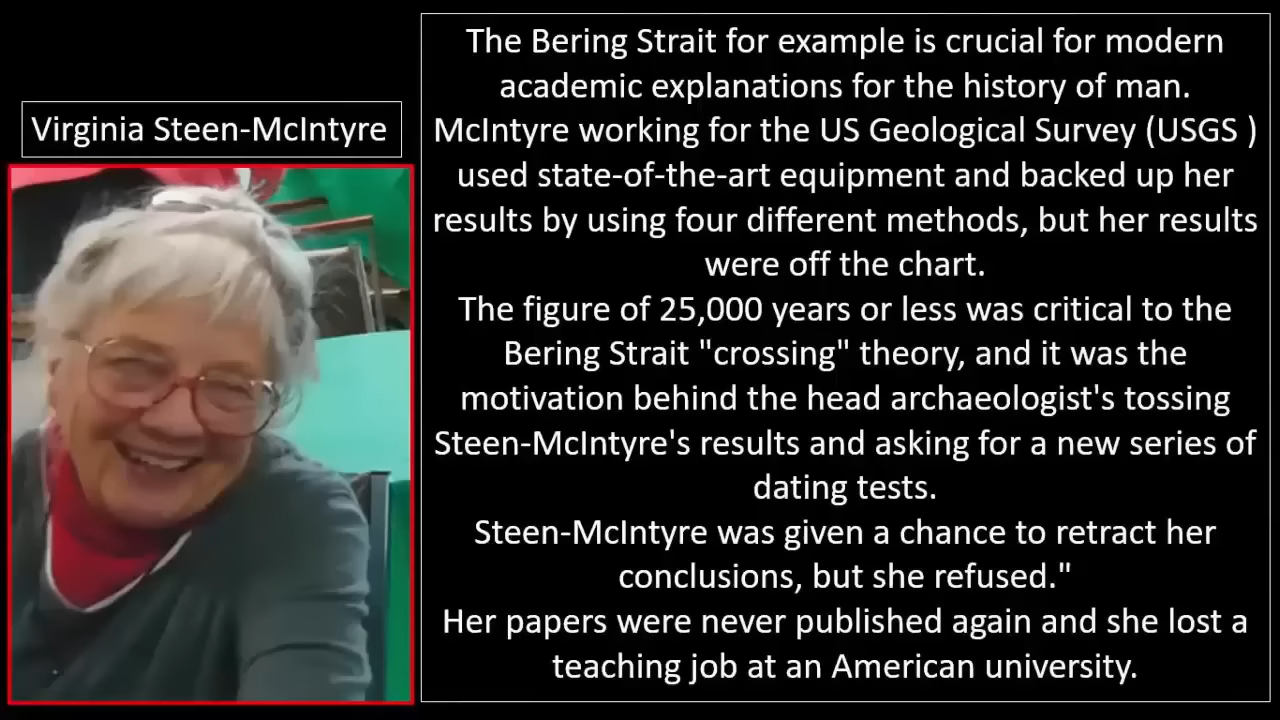 Virginia Steen-McIntyre
The Bering Strait for example is crucial for modern
academic explanations for the history of man.
McIntyre working for the US Geological Survey (USGS )
used state-of-the-art equipment and backed up her
results by using four different methods, but her results
were off the chart.
The figure of 25,000 years or less was critical to the
Bering Strait "crossing" theory, and it was the
motivation behind the head archaeologist's tossing
Steen-McIntyre's results and asking for a new series of
dating tests.
Steen-McIntyre was given a chance to retract her
conclusions, but she refused."
Her papers were never published again and she lost a
teaching job at an American university.